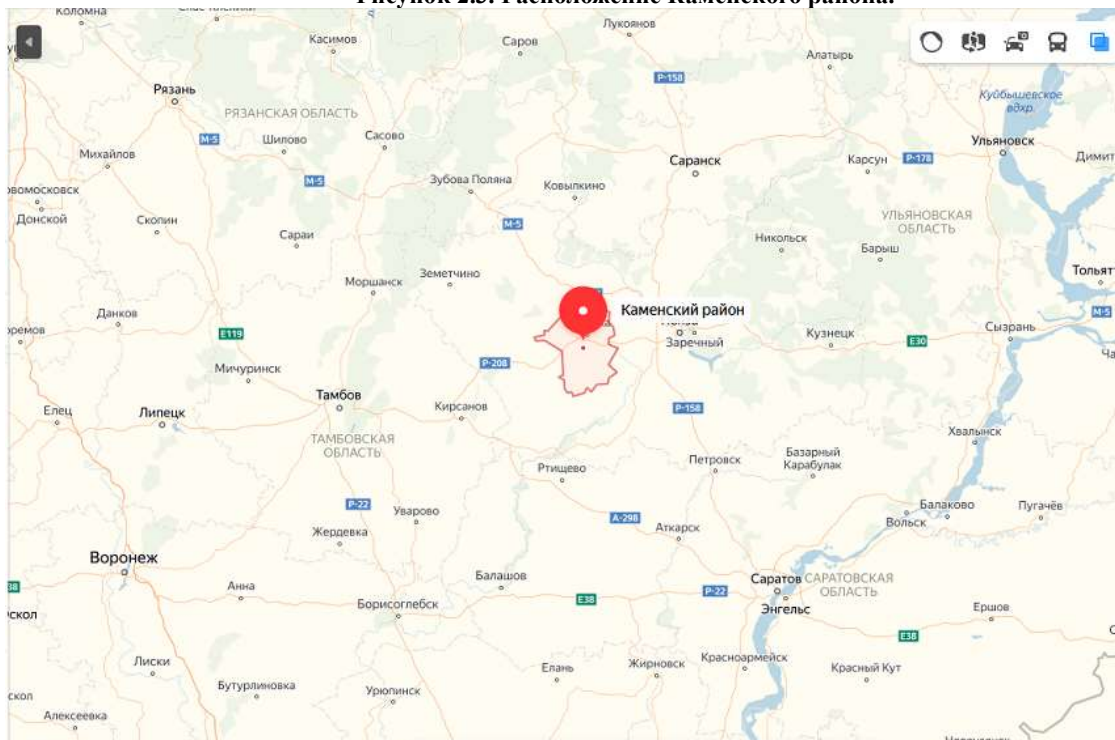 Рисунок 2.3. Расположение Каменского района.
Коломна
Лукоянов
Касимов
Саров
Алатырь
Р-158
Рязань
Куйбышевское
вдхр.
РЯЗАНСКАЯ ОБЛАСТЬ
М-5
Шилово
Сасово
Ульяновск
Михайлов
Саранск
Карсун
Р-178
Димит
М-5
Зубова Поляна
Ковылкино
Донской
Скопин
М-5
УЛЬЯНОВСКАЯ
ОБЛАСТЬ
Сараи
Никольск
Барыш
Земетчино
Моршанск
Тольятт
Данков
Каменский район
М-5
Е119
Заречный
Кузнецк
Е30
Сызрань
Р-208
Мичуринск
Тамбов
Кирсанов
Р-158
Елец
Липецк
ТАМБОВСКАЯ
ОБЛАСТЬ
Хвалынск
Базарный
Карабулак
Ртищево
Петровск
Р-22
Уварово
Балаково
Пугачёв
А-298
Вольск
Жердевка
Аткарск
Воронеж
Балашов
Саратов
САРАТОВСКАЯ
ОБЛАСТЬ
Анна
Р-22
Борисоглебск
Е38
Энгельс
Ершов
Е38
Лиски
Елань
Жирновск
Красноармейск
Красный Кут
Бутурлиновка
Урюпинск
Алексеевка